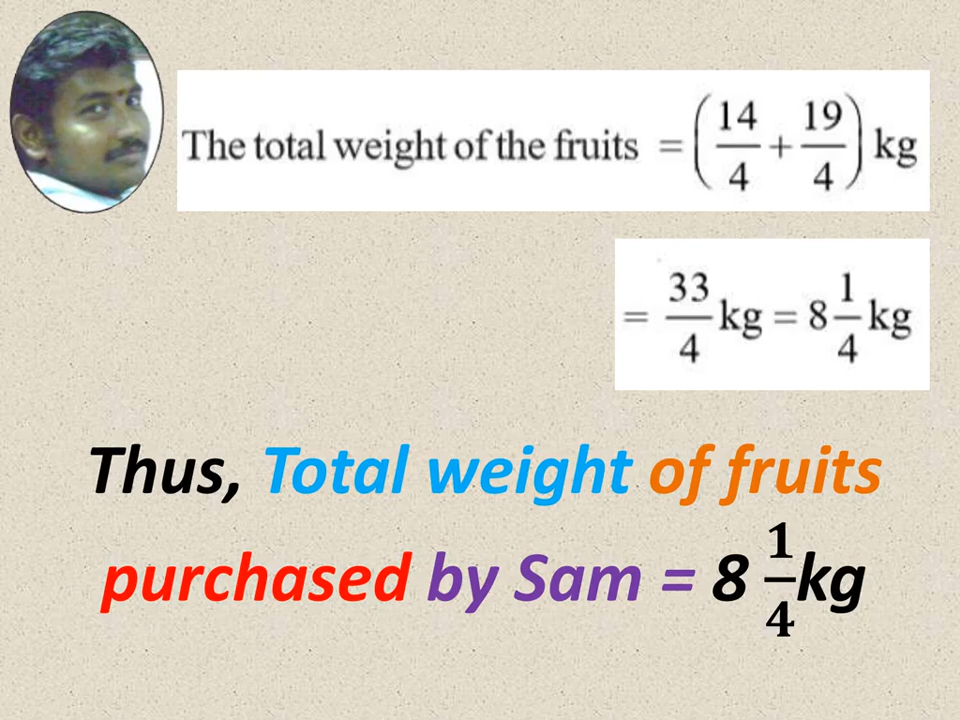 The total weight of the fruits = (14/4 + 19/4) kg
= 33/4 kg = 8 1/4 kg
Thus, Total weight of fruits
purchased by Sam = 8 1/4 kg